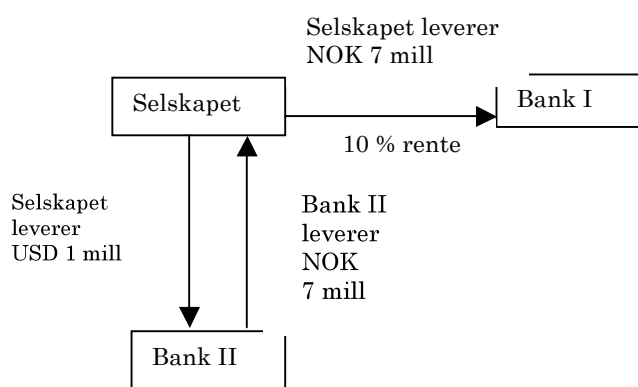 Selskapet leverer
NOK 7 mill
Selskapet
Bank I
10 % rente
Selskapet
leverer
USD 1 mill
Bank II
leverer
NOK
7 mill
Bank II